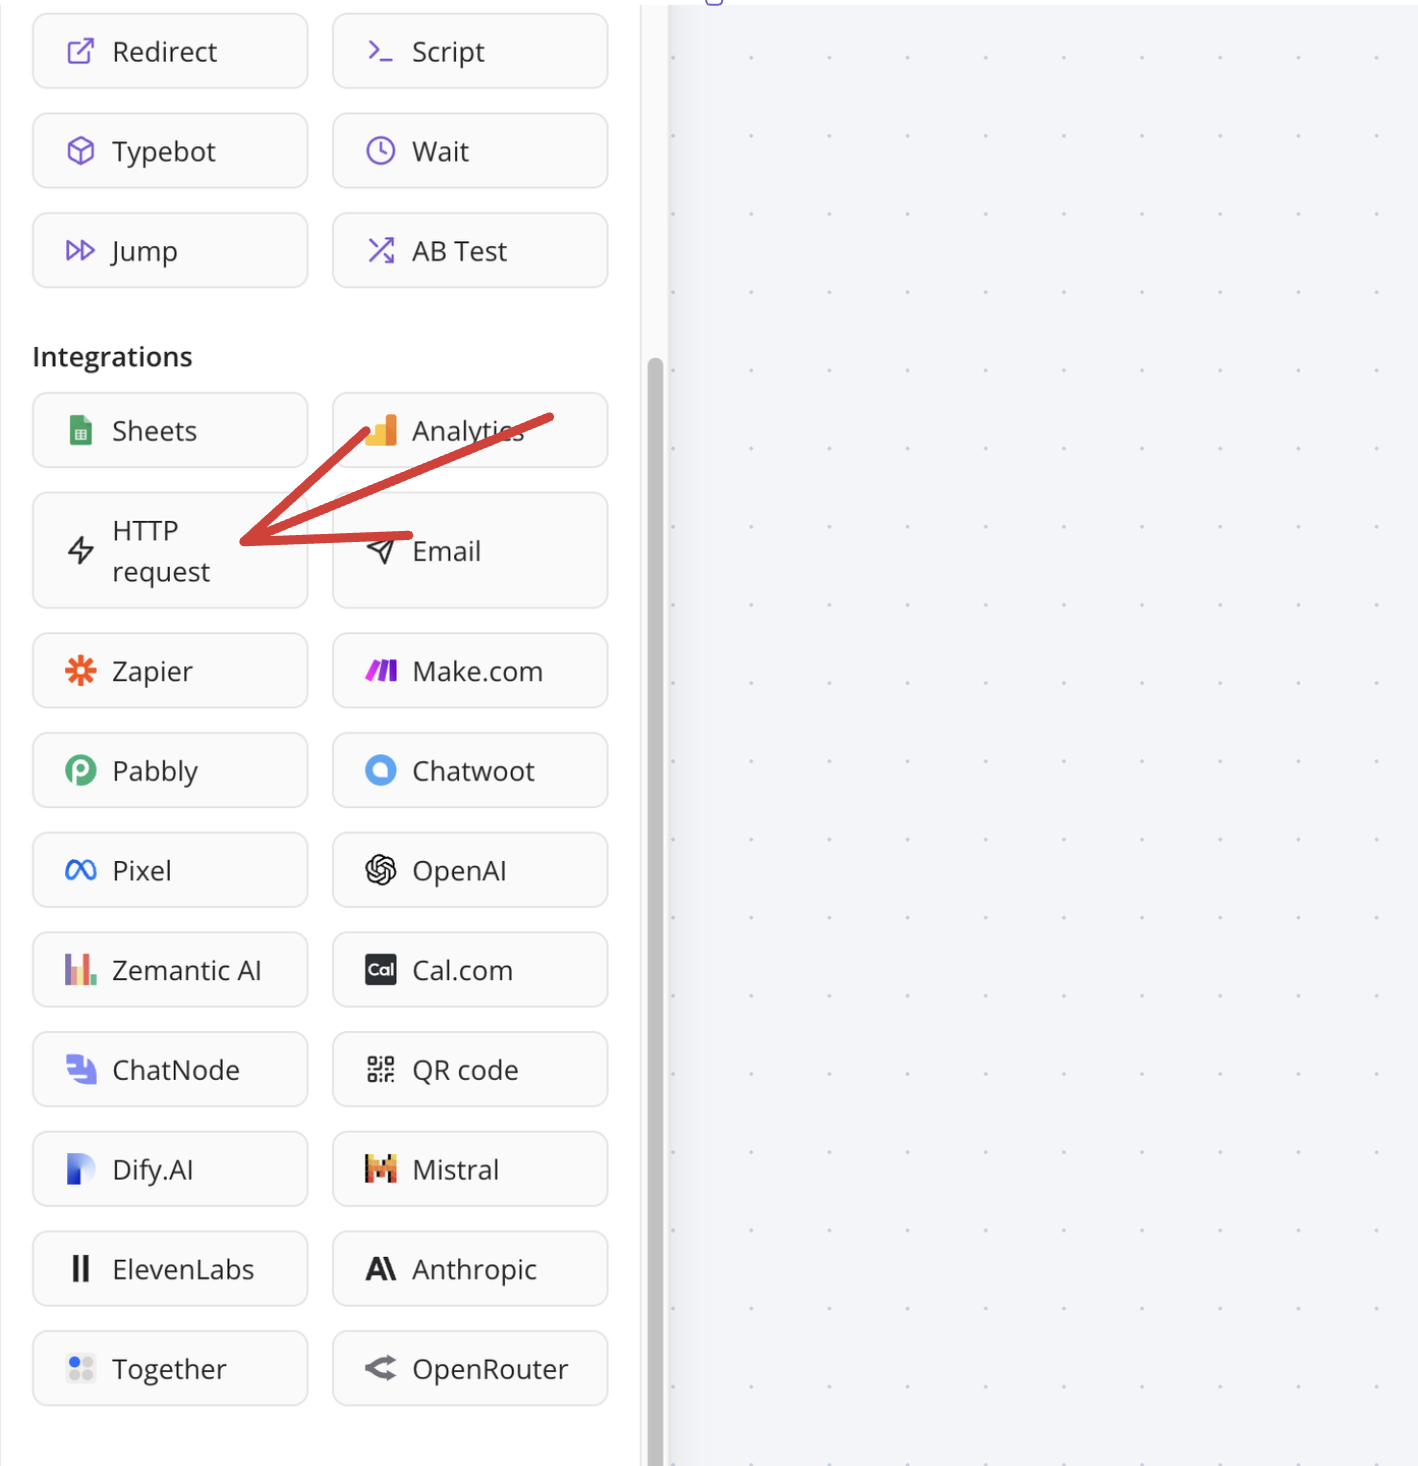 Redirect
Script
Typebot
Wait
Jump
AB Test
Integrations
Sheets
Analytics
HTTP
request
Email
Zapier
Make.com
Pabbly
Chatwoot
Pixel
OpenAI
Zemantic AI
Cal
Cal.com
ChatNode
QR code
Dify.AI
Mistral
ElevenLabs
Anthropic
Together
OpenRouter